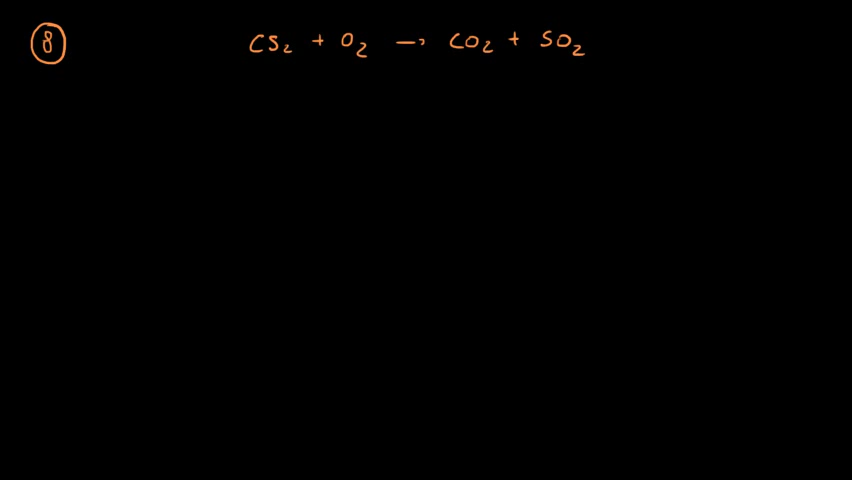 8 CS₂ + O₂ → CO₂ + SO₂